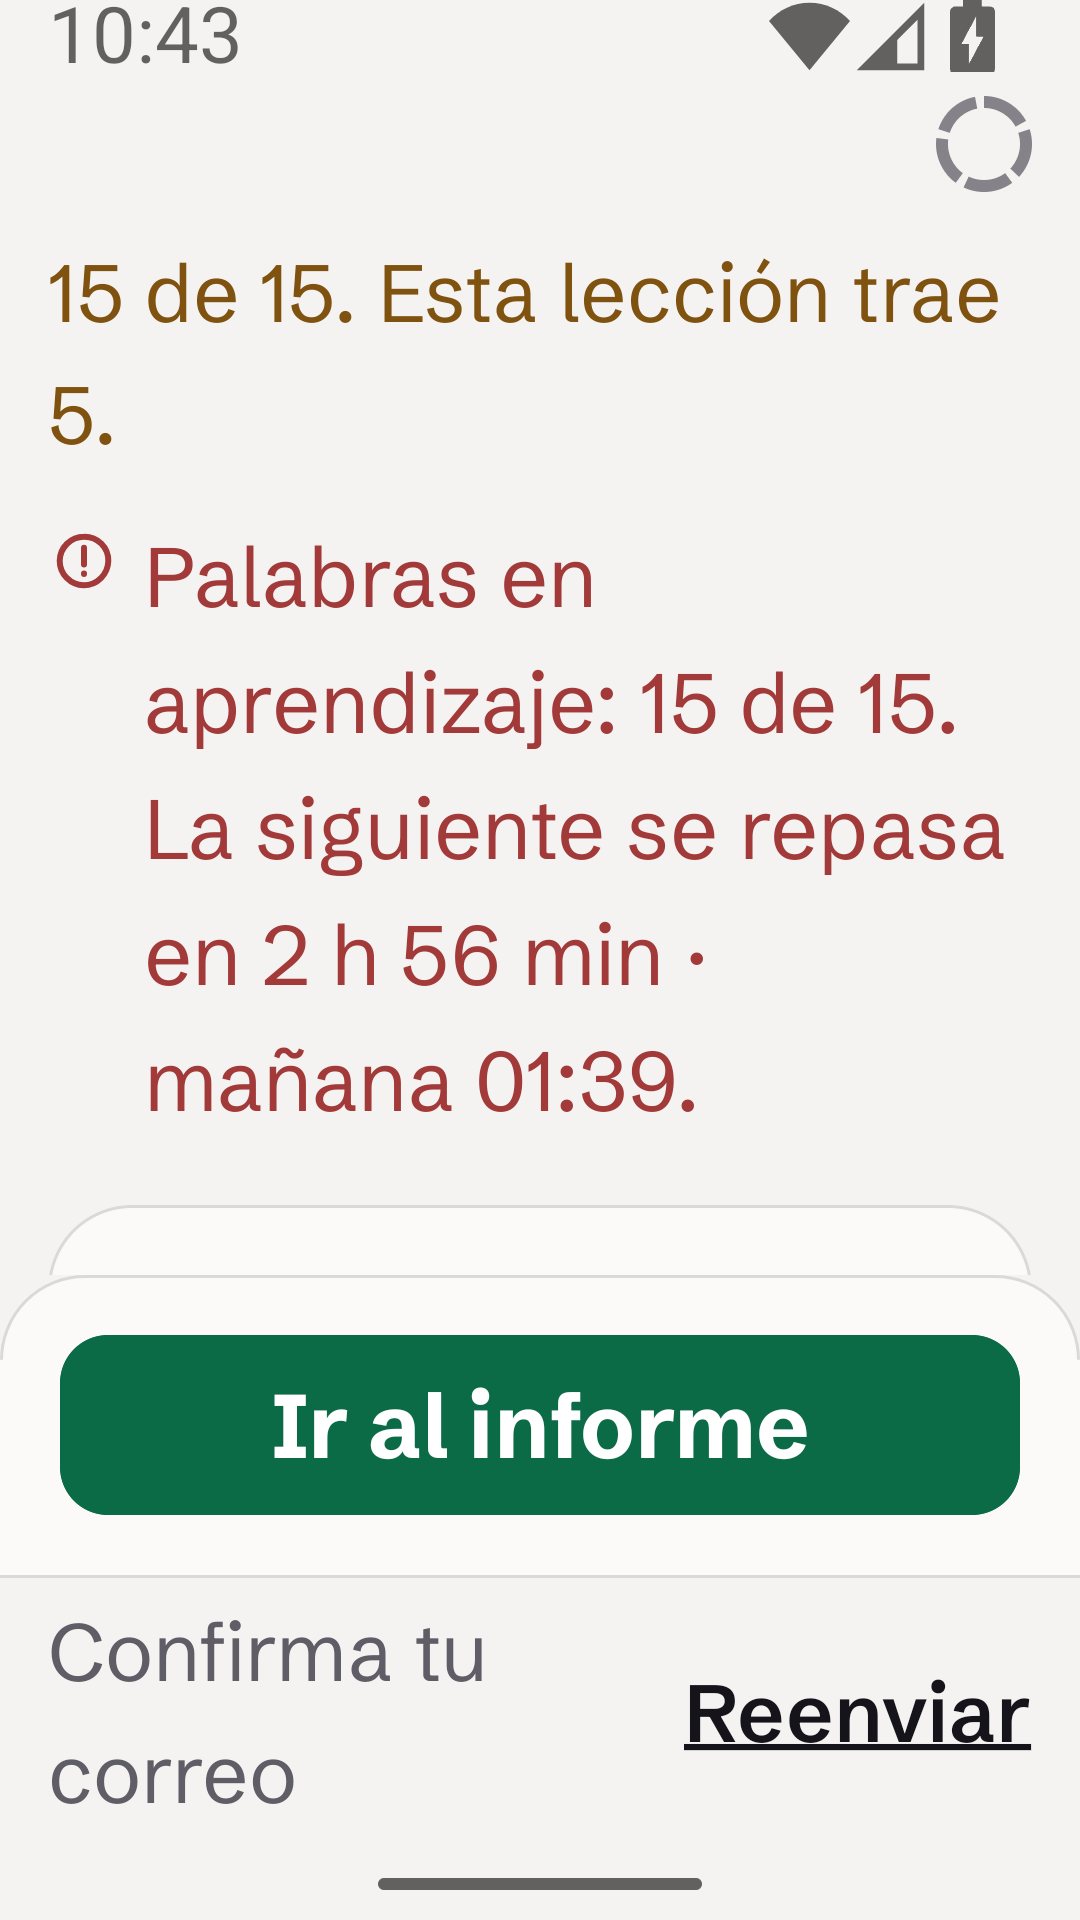 10:43
15 de 15. Esta lección trae
5.
Palabras en
aprendizaje: 15 de 15.
La siguiente se repasa
en 2 h 56 min ·
mañana 01:39.
Ir al informe
Confirma tu
correo
Reenviar